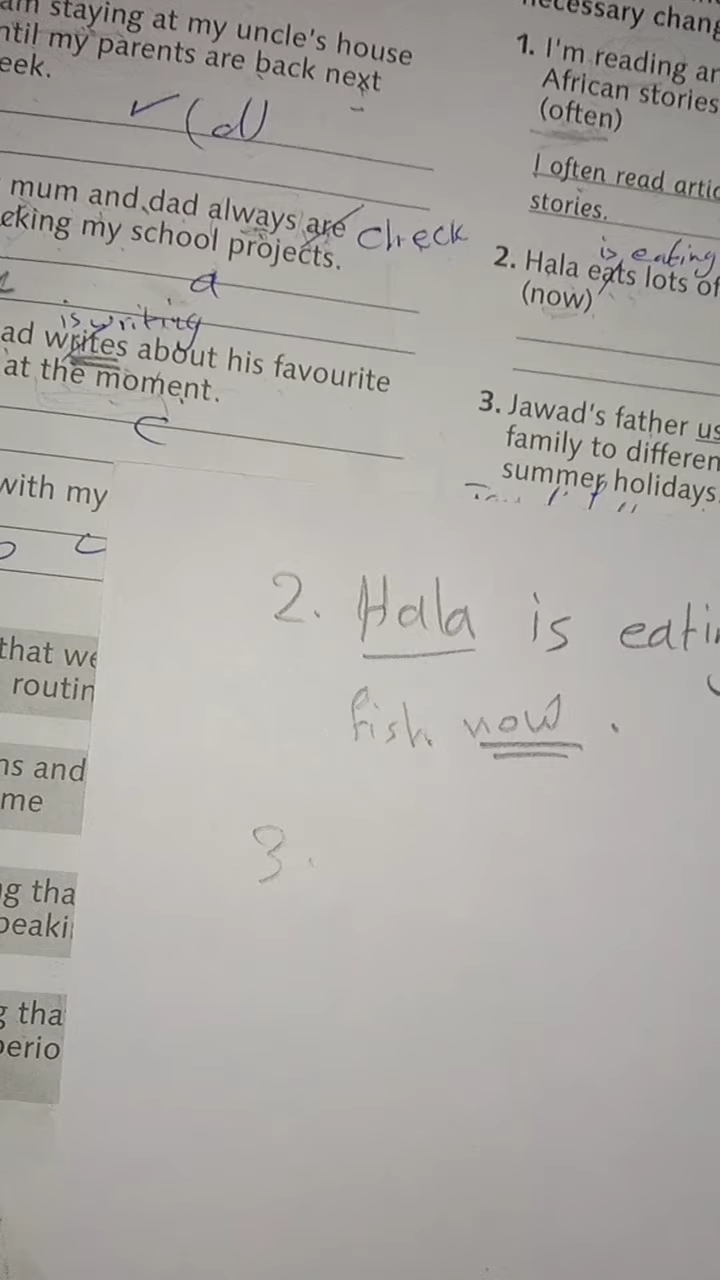 am staying at my uncle's house
until my parents are back next
eek.
✓ (d)
mum and dad always are check
eking my school projects.
a
is writing
ad writes about his favourite
at the moment.
C
with my
c
that we
routin
ns and
me
g tha
peaki
g tha
perio
necessary chang
1. I'm reading ar
African stories
(often)
I often read artic
stories.
is eating
2. Hala eats lots of
(now)
3. Jawad's father us
family to differen
summer holidays
2. Hala is eatin
fish now.
3.